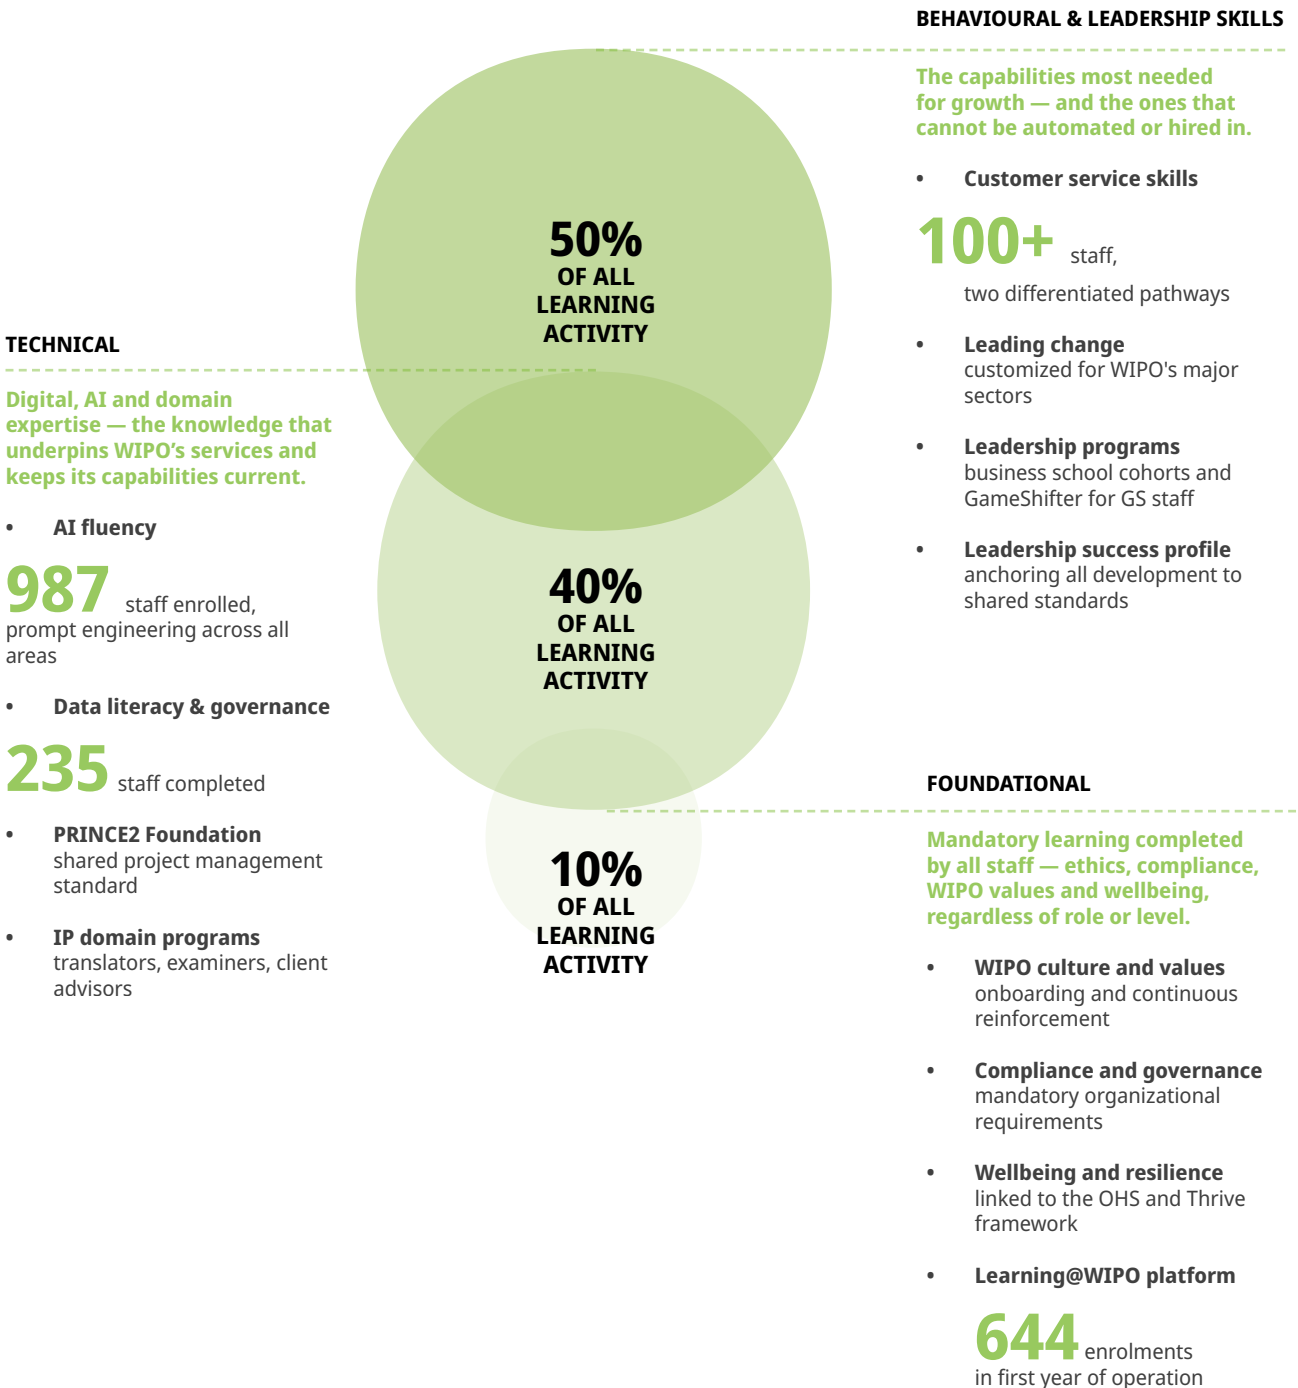 BEHAVIOURAL & LEADERSHIP SKILLS
The capabilities most needed
for growth — and the ones that
cannot be automated or hired in.
• Customer service skills
100+ staff,
two differentiated pathways
• Leading change
customized for WIPO's major
sectors
• Leadership programs
business school cohorts and
GameShifter for GS staff
• Leadership success profile
anchoring all development to
shared standards
50%
OF ALL
LEARNING
ACTIVITY
TECHNICAL
Digital, AI and domain
expertise — the knowledge that
underpins WIPO’s services and
keeps its capabilities current.
• AI fluency
987 staff enrolled,
prompt engineering across all
areas
• Data literacy & governance
235 staff completed
• PRINCE2 Foundation
shared project management
standard
• IP domain programs
translators, examiners, client
advisors
40%
OF ALL
LEARNING
ACTIVITY
10%
OF ALL
LEARNING
ACTIVITY
FOUNDATIONAL
Mandatory learning completed
by all staff — ethics, compliance,
WIPO values and wellbeing,
regardless of role or level.
• WIPO culture and values
onboarding and continuous
reinforcement
• Compliance and governance
mandatory organizational
requirements
• Wellbeing and resilience
linked to the OHS and Thrive
framework
• Learning@WIPO platform
644 enrolments
in first year of operation